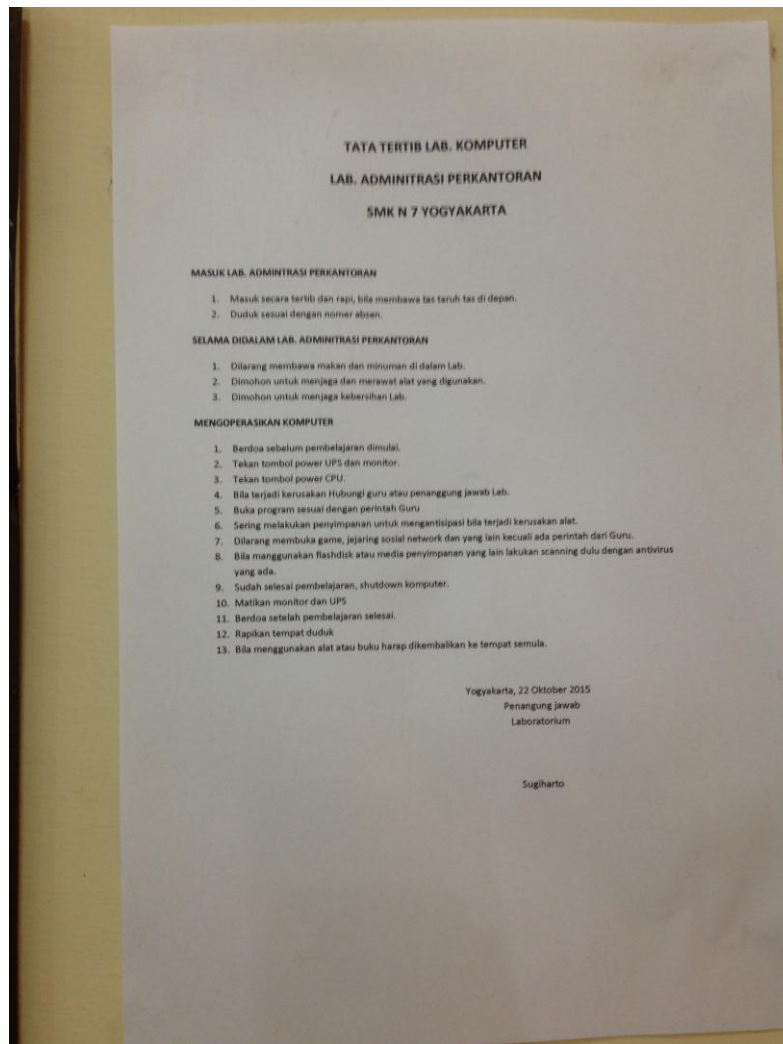 TATA TERTIB LAB. KOMPUTER
LAB. ADMINITRASI PERKANTORAN
SMK N 7 YOGYAKARTA
MASUK LAB. ADMINTRASI PERKANTORAN
1. Masuk secara tertib dan rapi, bila membawa tas taruh tas di depan.
2. Duduk sesuai dengan nomer absen.
SELAMA DIDALAM LAB. ADMINITRASI PERKANTORAN
1. Dilarang membawa makan dan minuman di dalam Lab.
2. Dimohon untuk menjaga dan merawat alat yang digunakan.
3. Dimohon untuk menjaga kebersihan Lab.
MENGOPERASIKAN KOMPUTER
1. Berdoa sebelum pembelajaran dimulai.
2. Tekan tombol power UPS dan monitor.
3. Tekan tombol power CPU.
4. Bila terjadi kerusakan Hubungi guru atau penanggung jawab Lab.
5. Buka program sesuai dengan perintah Guru
6. Sering melakukan penyimpanan untuk mengantisipasi bila terjadi kerusakan alat.
7. Dilarang membuka game, jejaring sosial network dan yang lain kecuali ada perintah dari Guru.
8. Bila manggunakan flashdisk atau media penyimpanan yang lain lakukan scanning dulu dengan antivirus
yang ada.
9. Sudah selesai pembelajaran, shutdown komputer.
10. Matikan monitor dan UPS
11. Berdoa setelah pembelajaran selesai.
12. Rapikan tempat duduk
13. Bila menggunakan alat atau buku harap dikembalikan ke tempat semula.
Yogyakarta, 22 Oktober 2015
Penangung jawab
Laboratorium
Sugiharto